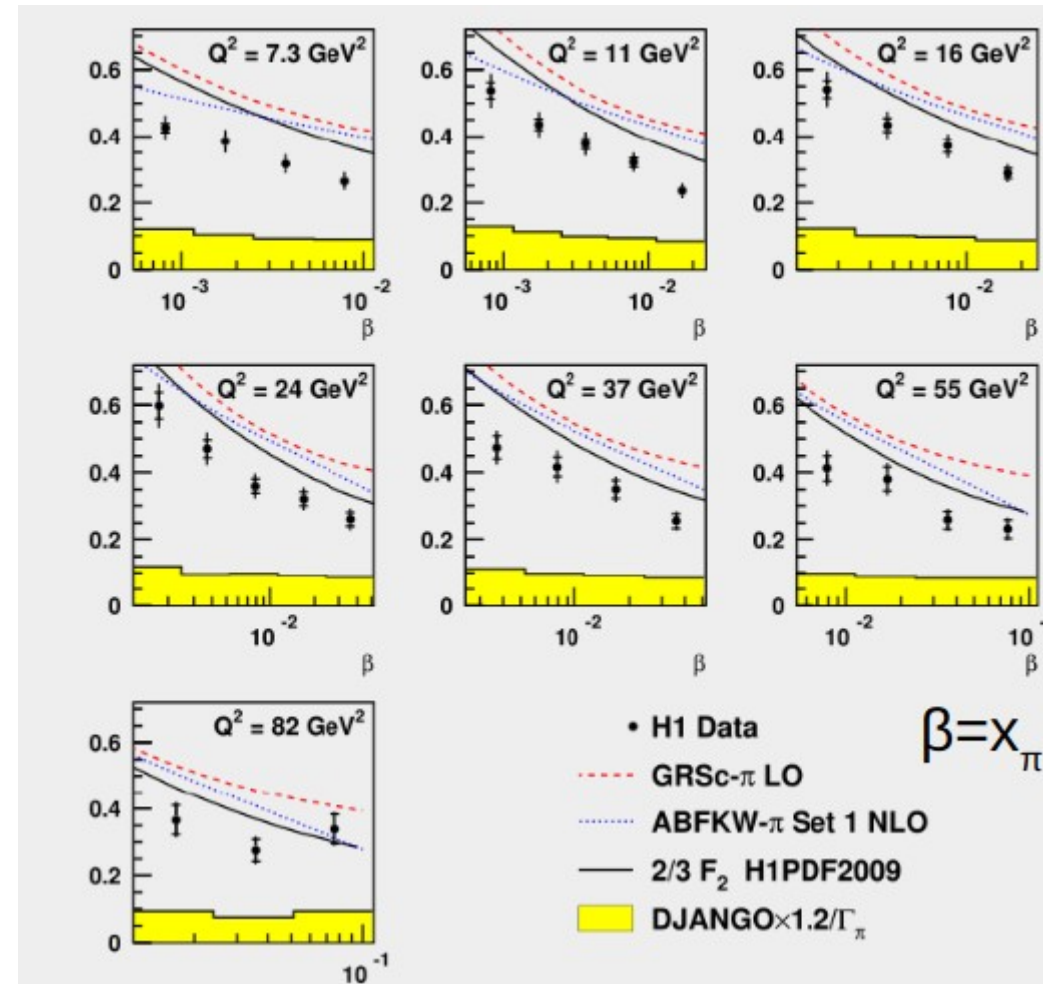 Q² = 7.3 GeV²
Q² = 11 GeV²
Q² = 16 GeV²
0.6
0.4
0.2
0
10⁻³
10⁻²
10⁻³
10⁻²
10⁻²
β
β
β
Q² = 24 GeV²
Q² = 37 GeV²
Q² = 55 GeV²
0.6
0.4
0.2
0
10⁻²
10⁻²
10⁻²
10⁻¹
β
β
β
Q² = 82 GeV²
0.6
0.4
0.2
0
10⁻¹
H1 Data
GRSc-π LO
ABFKW-π Set 1 NLO
2/3 F₂ H1PDF2009
DJANGO×1.2/Γ_π
β=x_π